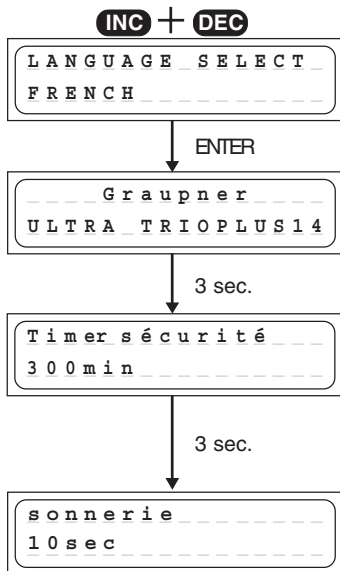 INC + DEC
LANGUAGE SELECT
FRENCH
ENTER
Graupner
ULTRA TRIOPLUS14
3 sec.
Timer sécurité
300min
3 sec.
sonnerie
10sec